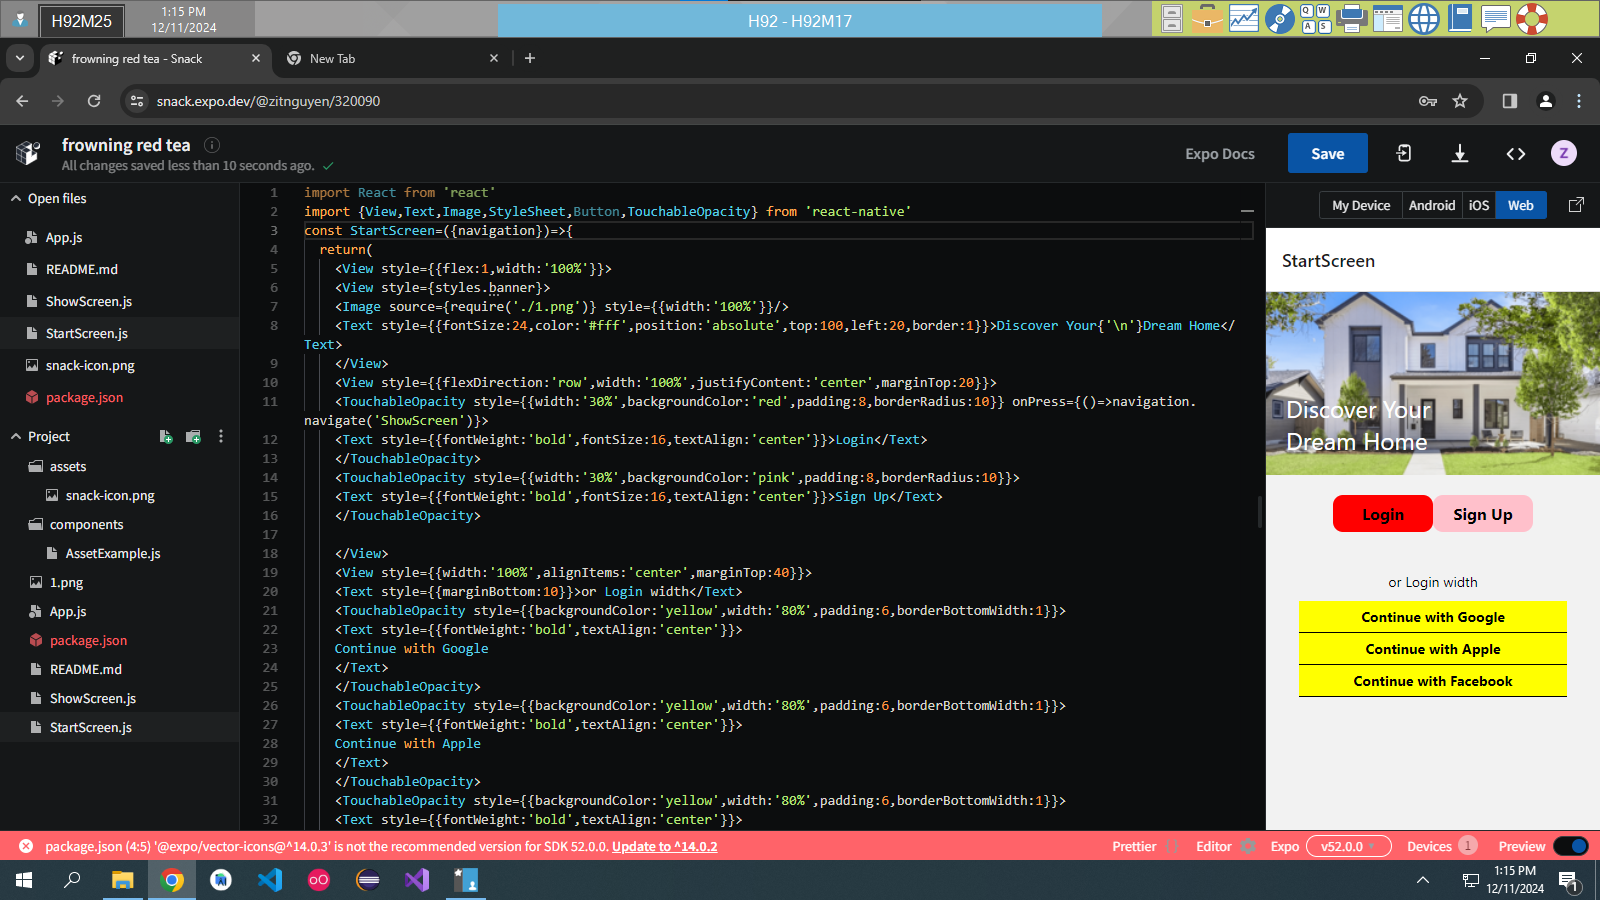 H92M25
1:15 PM
12/11/2024
H92 - H92M17
Q W
A S
frowning red tea - Snack
New Tab
snack.expo.dev/@zitnguyen/320090
frowning red tea
All changes saved less than 10 seconds ago.
Expo Docs
Save
Z
Open files
App.js
README.md
ShowScreen.js
StartScreen.js
snack-icon.png
package.json
Project
assets
snack-icon.png
components
AssetExample.js
1.png
App.js
package.json
README.md
ShowScreen.js
StartScreen.js
1 import React from 'react'
2 import {View,Text,Image,StyleSheet,Button,TouchableOpacity} from 'react-native'
3 const StartScreen=({navigation})=>{
4 return(
5 <View style={{flex:1,width:'100%'}}>
6 <View style={styles.banner}>
7 <Image source={require('./1.png')} style={{width:'100%'}}/>
8 <Text style={{fontSize:24,color:'#fff',position:'absolute',top:100,left:20,border:1}}>Discover Your{'\n'}Dream Home</
Text>
9 </View>
10 <View style={{flexDirection:'row',width:'100%',justifyContent:'center',marginTop:20}}>
11 <TouchableOpacity style={{width:'30%',backgroundColor:'red',padding:8,borderRadius:10}} onPress={()=>navigation.
navigate('ShowScreen')}>
12 <Text style={{fontWeight:'bold',fontSize:16,textAlign:'center'}}>Login</Text>
13 </TouchableOpacity>
14 <TouchableOpacity style={{width:'30%',backgroundColor:'pink',padding:8,borderRadius:10}}>
15 <Text style={{fontWeight:'bold',fontSize:16,textAlign:'center'}}>Sign Up</Text>
16 </TouchableOpacity>
17
18 </View>
19 <View style={{width:'100%',alignItems:'center',marginTop:40}}>
20 <Text style={{marginBottom:10}}>or Login width</Text>
21 <TouchableOpacity style={{backgroundColor:'yellow',width:'80%',padding:6,borderBottomWidth:1}}>
22 <Text style={{fontWeight:'bold',textAlign:'center'}}>
23 Continue with Google
24 </Text>
25 </TouchableOpacity>
26 <TouchableOpacity style={{backgroundColor:'yellow',width:'80%',padding:6,borderBottomWidth:1}}>
27 <Text style={{fontWeight:'bold',textAlign:'center'}}>
28 Continue with Apple
29 </Text>
30 </TouchableOpacity>
31 <TouchableOpacity style={{backgroundColor:'yellow',width:'80%',padding:6,borderBottomWidth:1}}>
32 <Text style={{fontWeight:'bold',textAlign:'center'}}>
My Device
Android
iOS
Web
StartScreen
Discover Your
Dream Home
Login
Sign Up
or Login width
Continue with Google
Continue with Apple
Continue with Facebook
package.json (4:5) '@expo/vector-icons@^14.0.3' is not the recommended version for SDK 52.0.0. Update to ^14.0.2
Prettier
Editor
Expo
v52.0.0
Devices 1
Preview
1:15 PM
12/11/2024
1